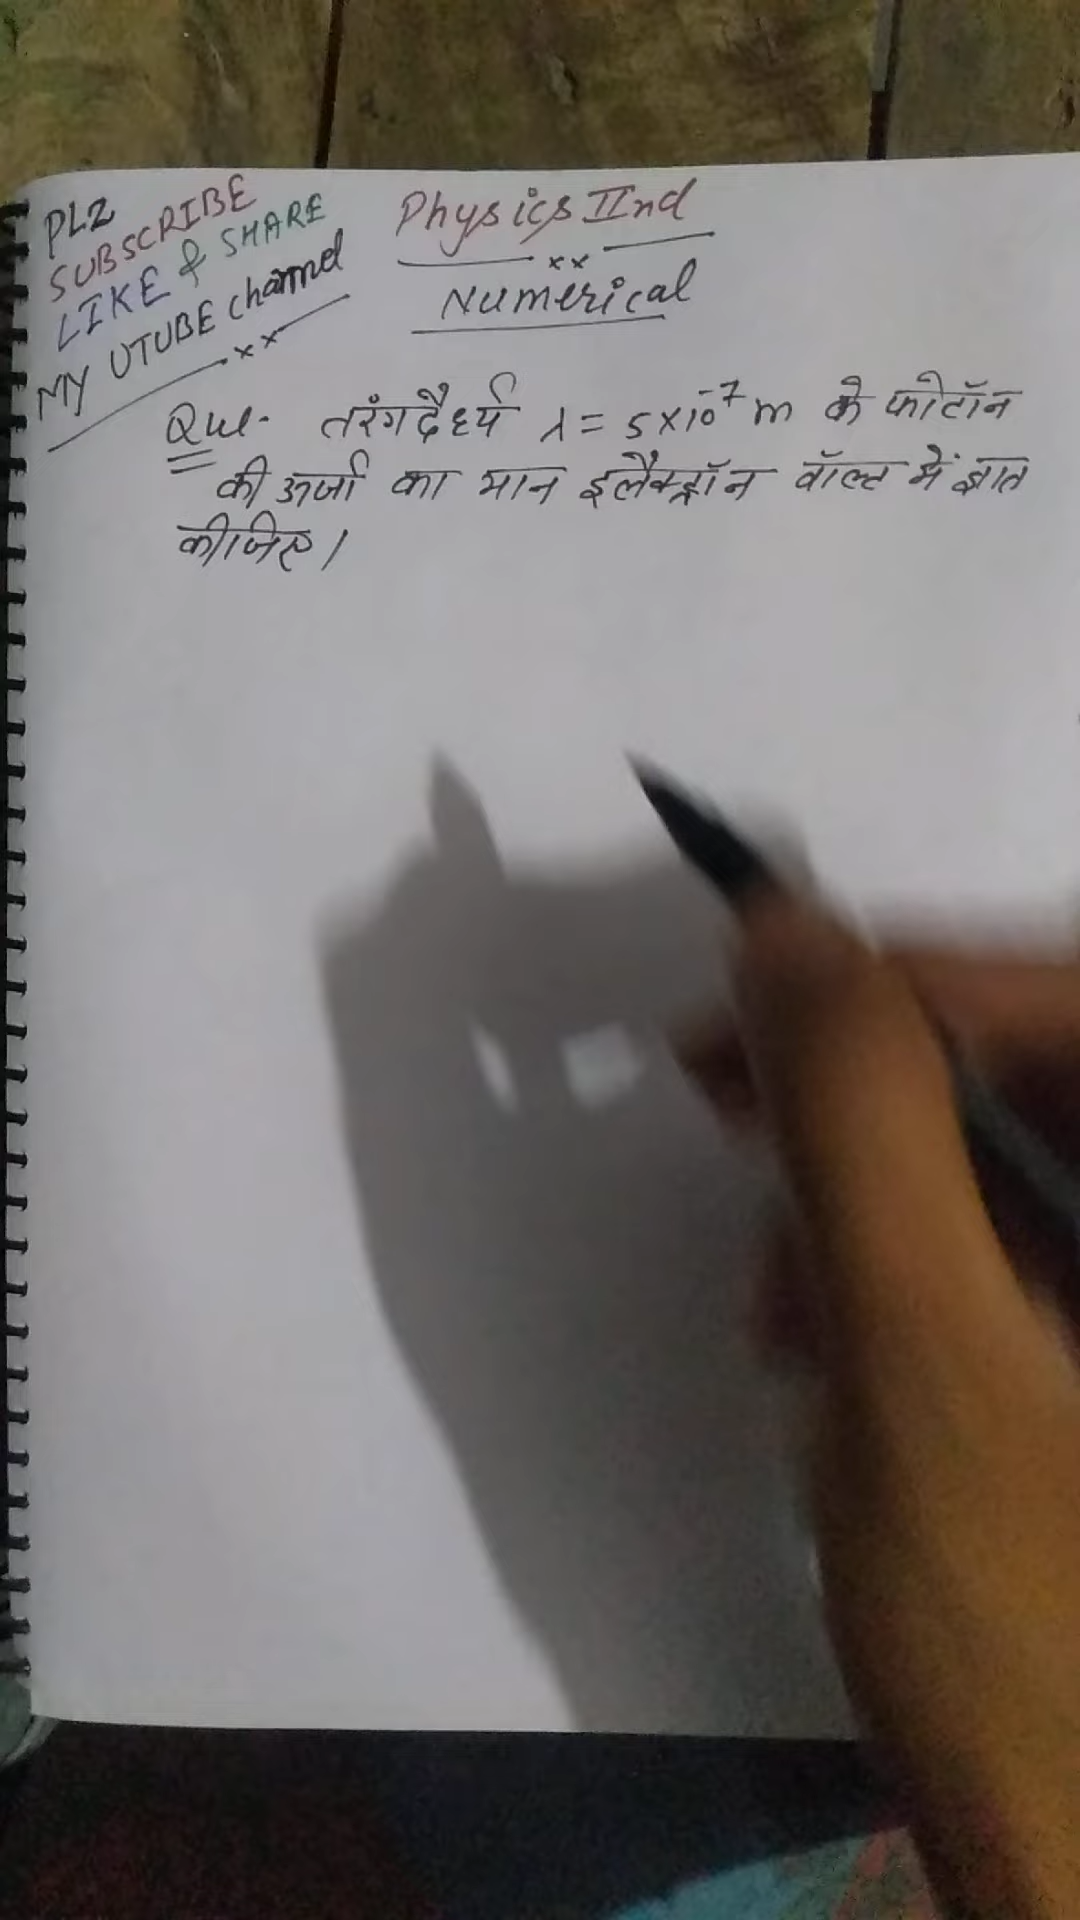 PLZ
SUBSCRIBE
LIKE & SHARE
MY UTUBE channel
Physics IInd
Numerical
Que. तरंगदैर्ध्य λ = 5×10⁻⁷ m के फोटॉन
की ऊर्जा का मान इलैक्ट्रॉन वॉल्ट में ज्ञात
कीजिए।